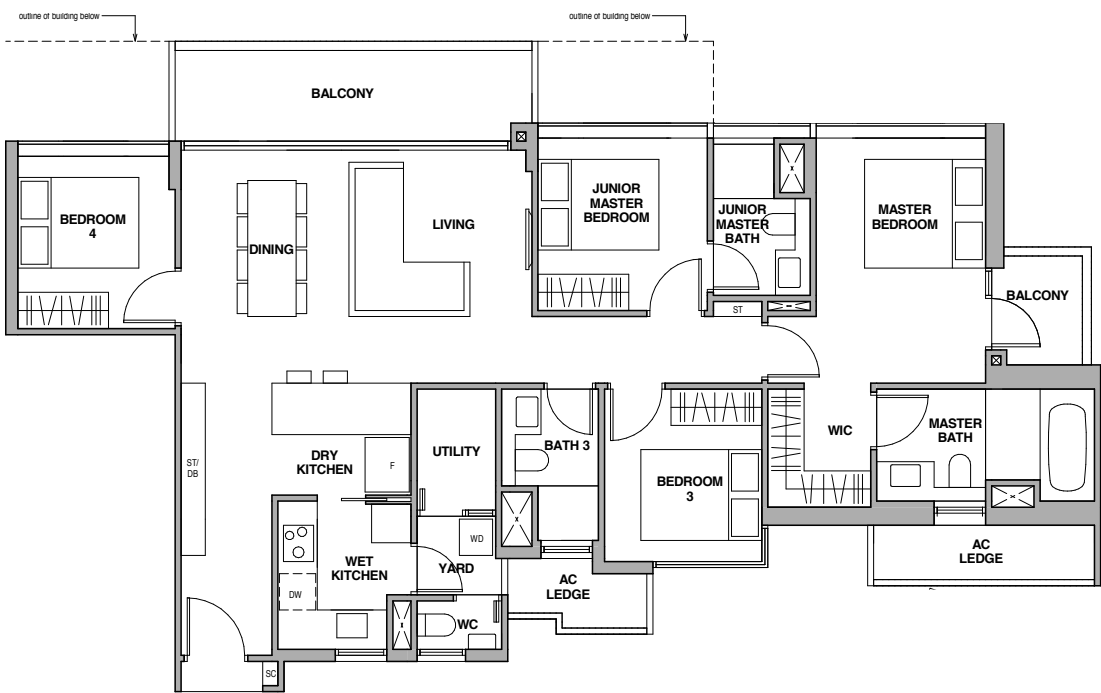 outline of building below
outline of building below
BALCONY
BEDROOM
4
DINING
LIVING
JUNIOR
MASTER
BEDROOM
JUNIOR
MASTER
BATH
MASTER
BEDROOM
BALCONY
ST
ST/
DB
DRY
KITCHEN
F
UTILITY
BATH 3
BEDROOM
3
WIC
MASTER
BATH
WD
WET
KITCHEN
YARD
DW
AC
LEDGE
AC
LEDGE
WC
SC